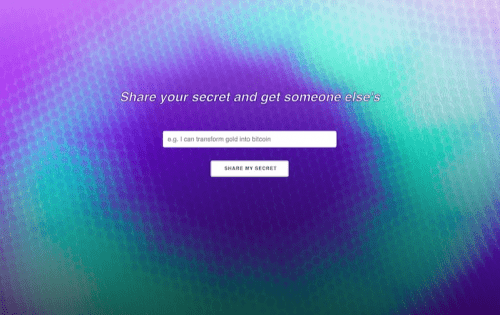 Share your secret and get someone else's
e.g. I can transform gold into bitcoin
SHARE MY SECRET